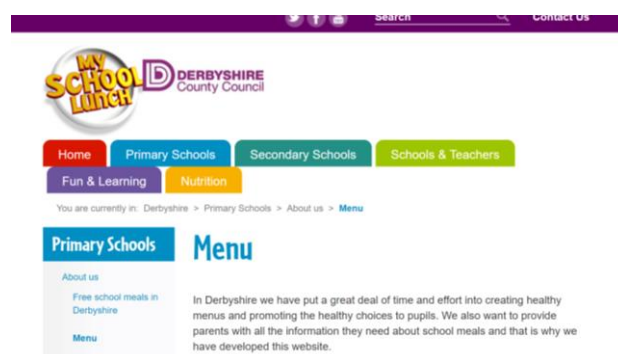 Search
Contact Us
MY
SCHOOL
LUNCH
DERBYSHIRE
County Council
Home
Primary Schools
Secondary Schools
Schools & Teachers
Fun & Learning
Nutrition
You are currently in: Derbyshire > Primary Schools > About us > Menu
Primary Schools
About us
Free school meals in
Derbyshire
Menu
Menu
In Derbyshire we have put a great deal of time and effort into creating healthy
menus and promoting the healthy choices to pupils. We also want to provide
parents with all the information they need about school meals and that is why we
have developed this website.